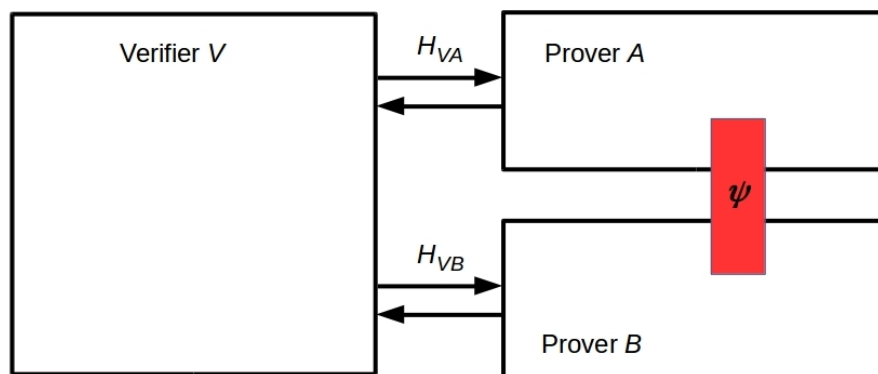 Verifier V
H_VA
Prover A
ψ
H_VB
Prover B